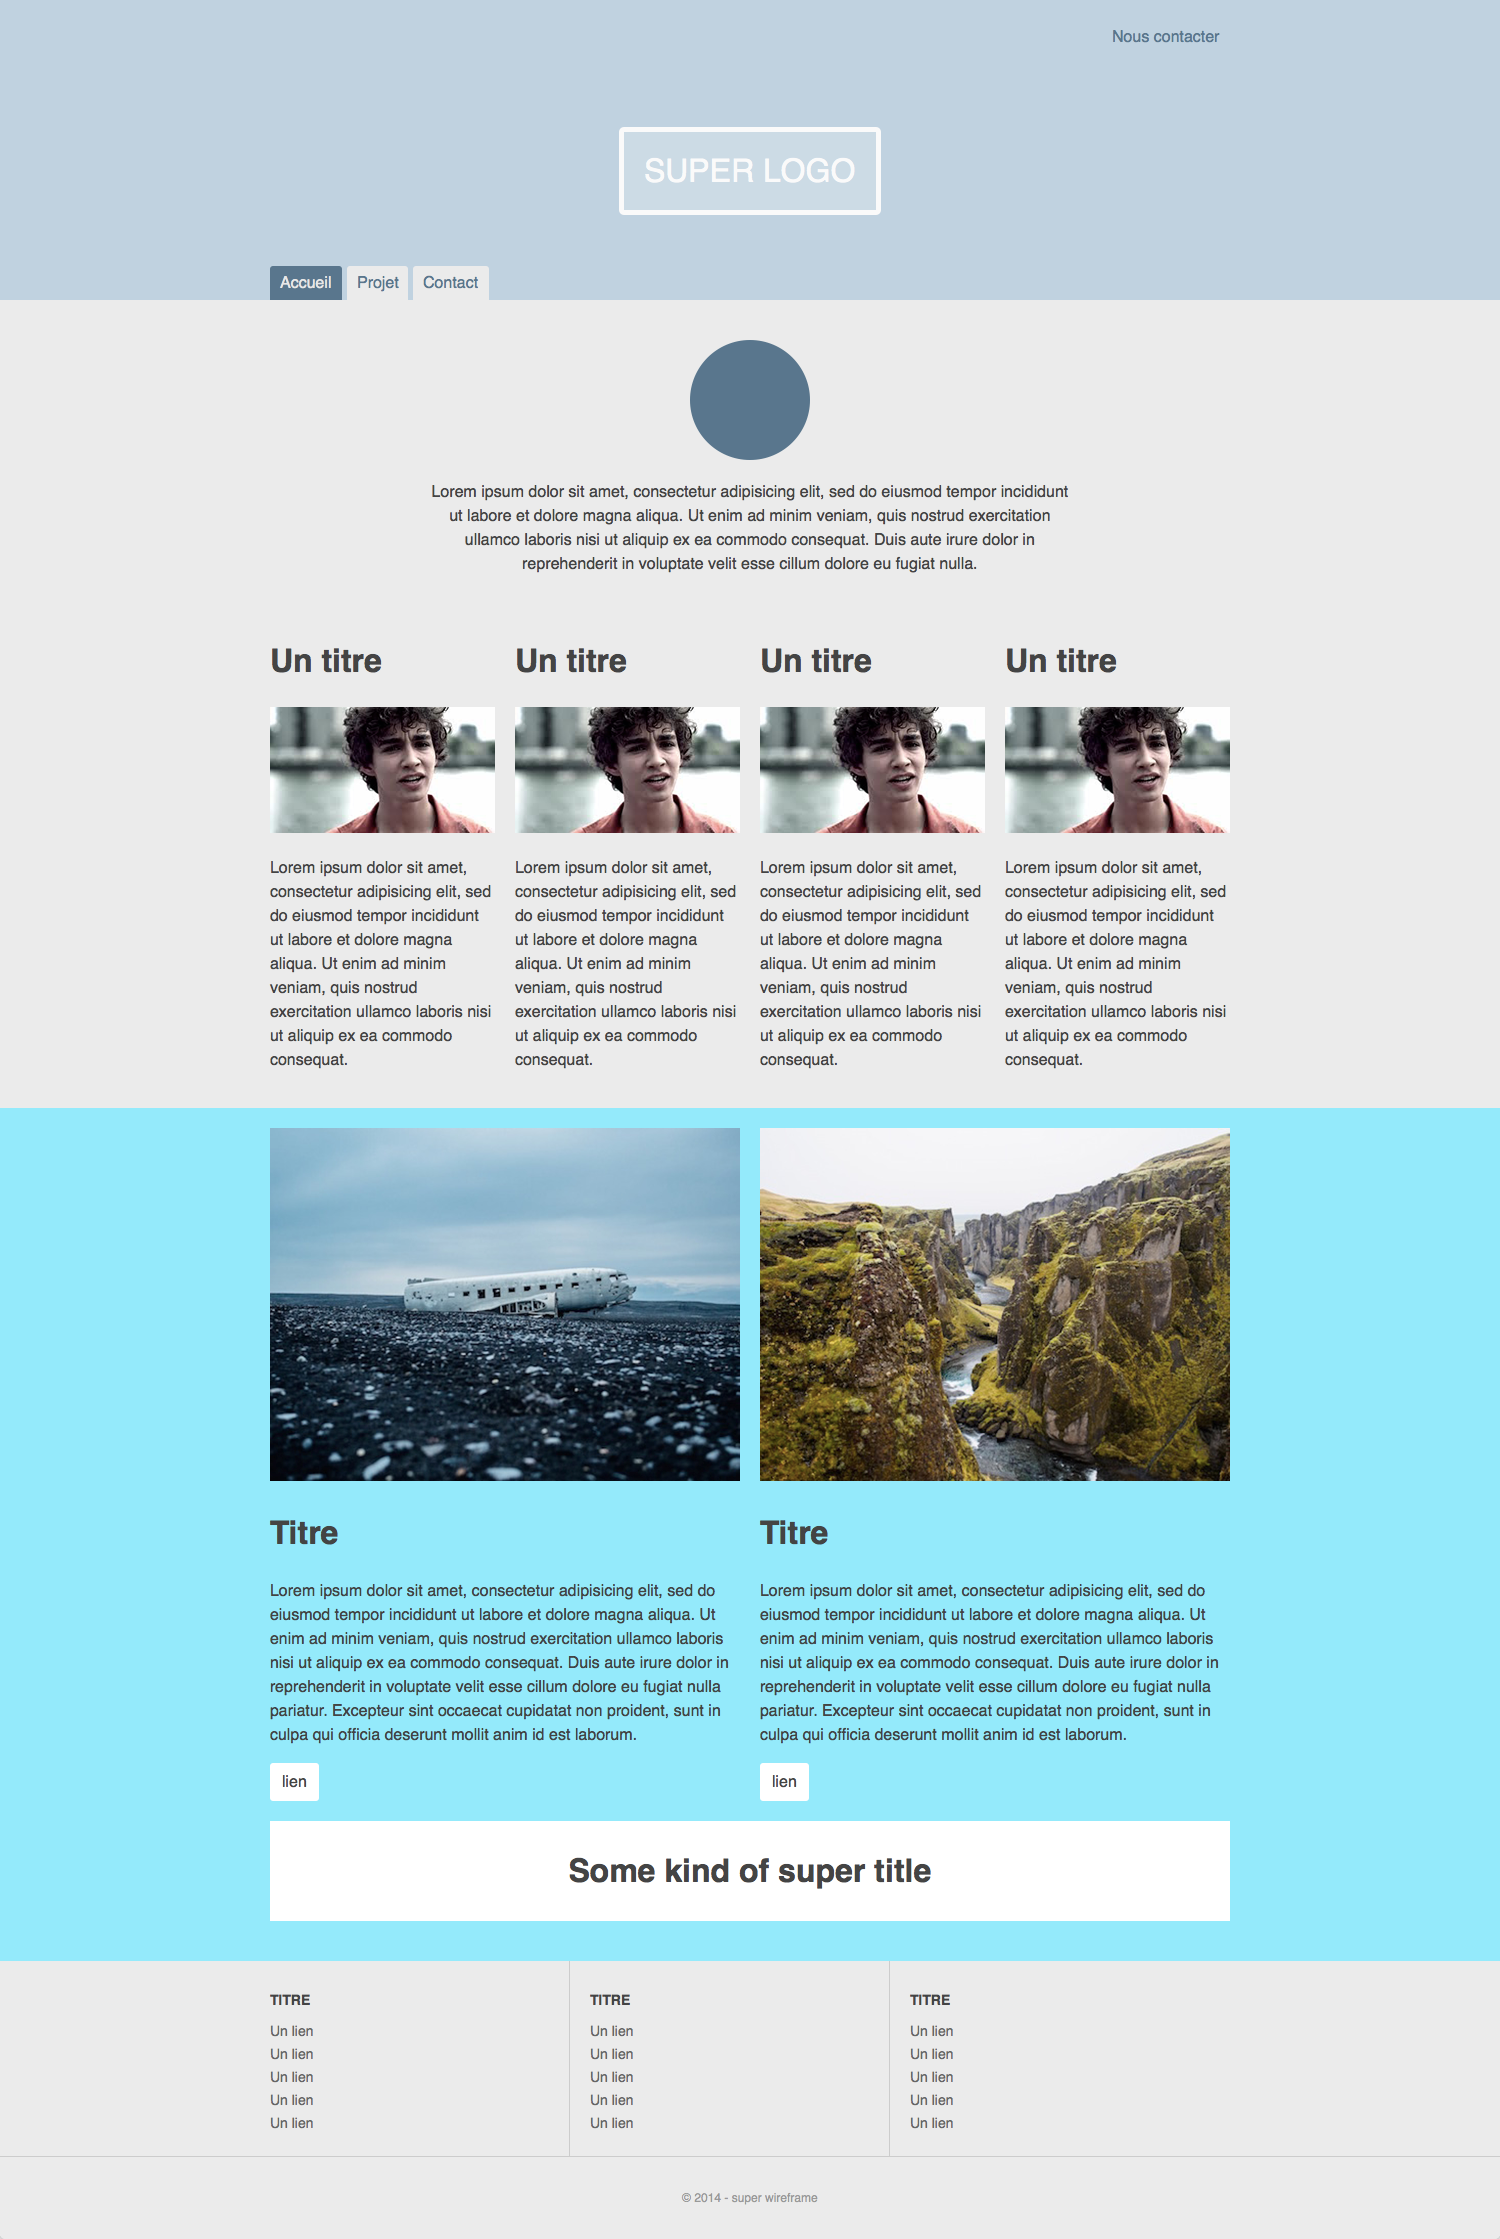 Nous contacter
SUPER LOGO
Accueil Projet Contact
Lorem ipsum dolor sit amet, consectetur adipisicing elit, sed do eiusmod tempor incididunt
ut labore et dolore magna aliqua. Ut enim ad minim veniam, quis nostrud exercitation
ullamco laboris nisi ut aliquip ex ea commodo consequat. Duis aute irure dolor in
reprehenderit in voluptate velit esse cillum dolore eu fugiat nulla.
Un titre
Lorem ipsum dolor sit amet,
consectetur adipisicing elit, sed
do eiusmod tempor incididunt
ut labore et dolore magna
aliqua. Ut enim ad minim
veniam, quis nostrud
exercitation ullamco laboris nisi
ut aliquip ex ea commodo
consequat.
Un titre
Lorem ipsum dolor sit amet,
consectetur adipisicing elit, sed
do eiusmod tempor incididunt
ut labore et dolore magna
aliqua. Ut enim ad minim
veniam, quis nostrud
exercitation ullamco laboris nisi
ut aliquip ex ea commodo
consequat.
Un titre
Lorem ipsum dolor sit amet,
consectetur adipisicing elit, sed
do eiusmod tempor incididunt
ut labore et dolore magna
aliqua. Ut enim ad minim
veniam, quis nostrud
exercitation ullamco laboris nisi
ut aliquip ex ea commodo
consequat.
Un titre
Lorem ipsum dolor sit amet,
consectetur adipisicing elit, sed
do eiusmod tempor incididunt
ut labore et dolore magna
aliqua. Ut enim ad minim
veniam, quis nostrud
exercitation ullamco laboris nisi
ut aliquip ex ea commodo
consequat.
Titre
Lorem ipsum dolor sit amet, consectetur adipisicing elit, sed do
eiusmod tempor incididunt ut labore et dolore magna aliqua. Ut
enim ad minim veniam, quis nostrud exercitation ullamco laboris
nisi ut aliquip ex ea commodo consequat. Duis aute irure dolor in
reprehenderit in voluptate velit esse cillum dolore eu fugiat nulla
pariatur. Excepteur sint occaecat cupidatat non proident, sunt in
culpa qui officia deserunt mollit anim id est laborum.
lien
Titre
Lorem ipsum dolor sit amet, consectetur adipisicing elit, sed do
eiusmod tempor incididunt ut labore et dolore magna aliqua. Ut
enim ad minim veniam, quis nostrud exercitation ullamco laboris
nisi ut aliquip ex ea commodo consequat. Duis aute irure dolor in
reprehenderit in voluptate velit esse cillum dolore eu fugiat nulla
pariatur. Excepteur sint occaecat cupidatat non proident, sunt in
culpa qui officia deserunt mollit anim id est laborum.
lien
Some kind of super title
TITRE
Un lien
Un lien
Un lien
Un lien
Un lien
TITRE
Un lien
Un lien
Un lien
Un lien
Un lien
TITRE
Un lien
Un lien
Un lien
Un lien
Un lien
© 2014 - super wireframe